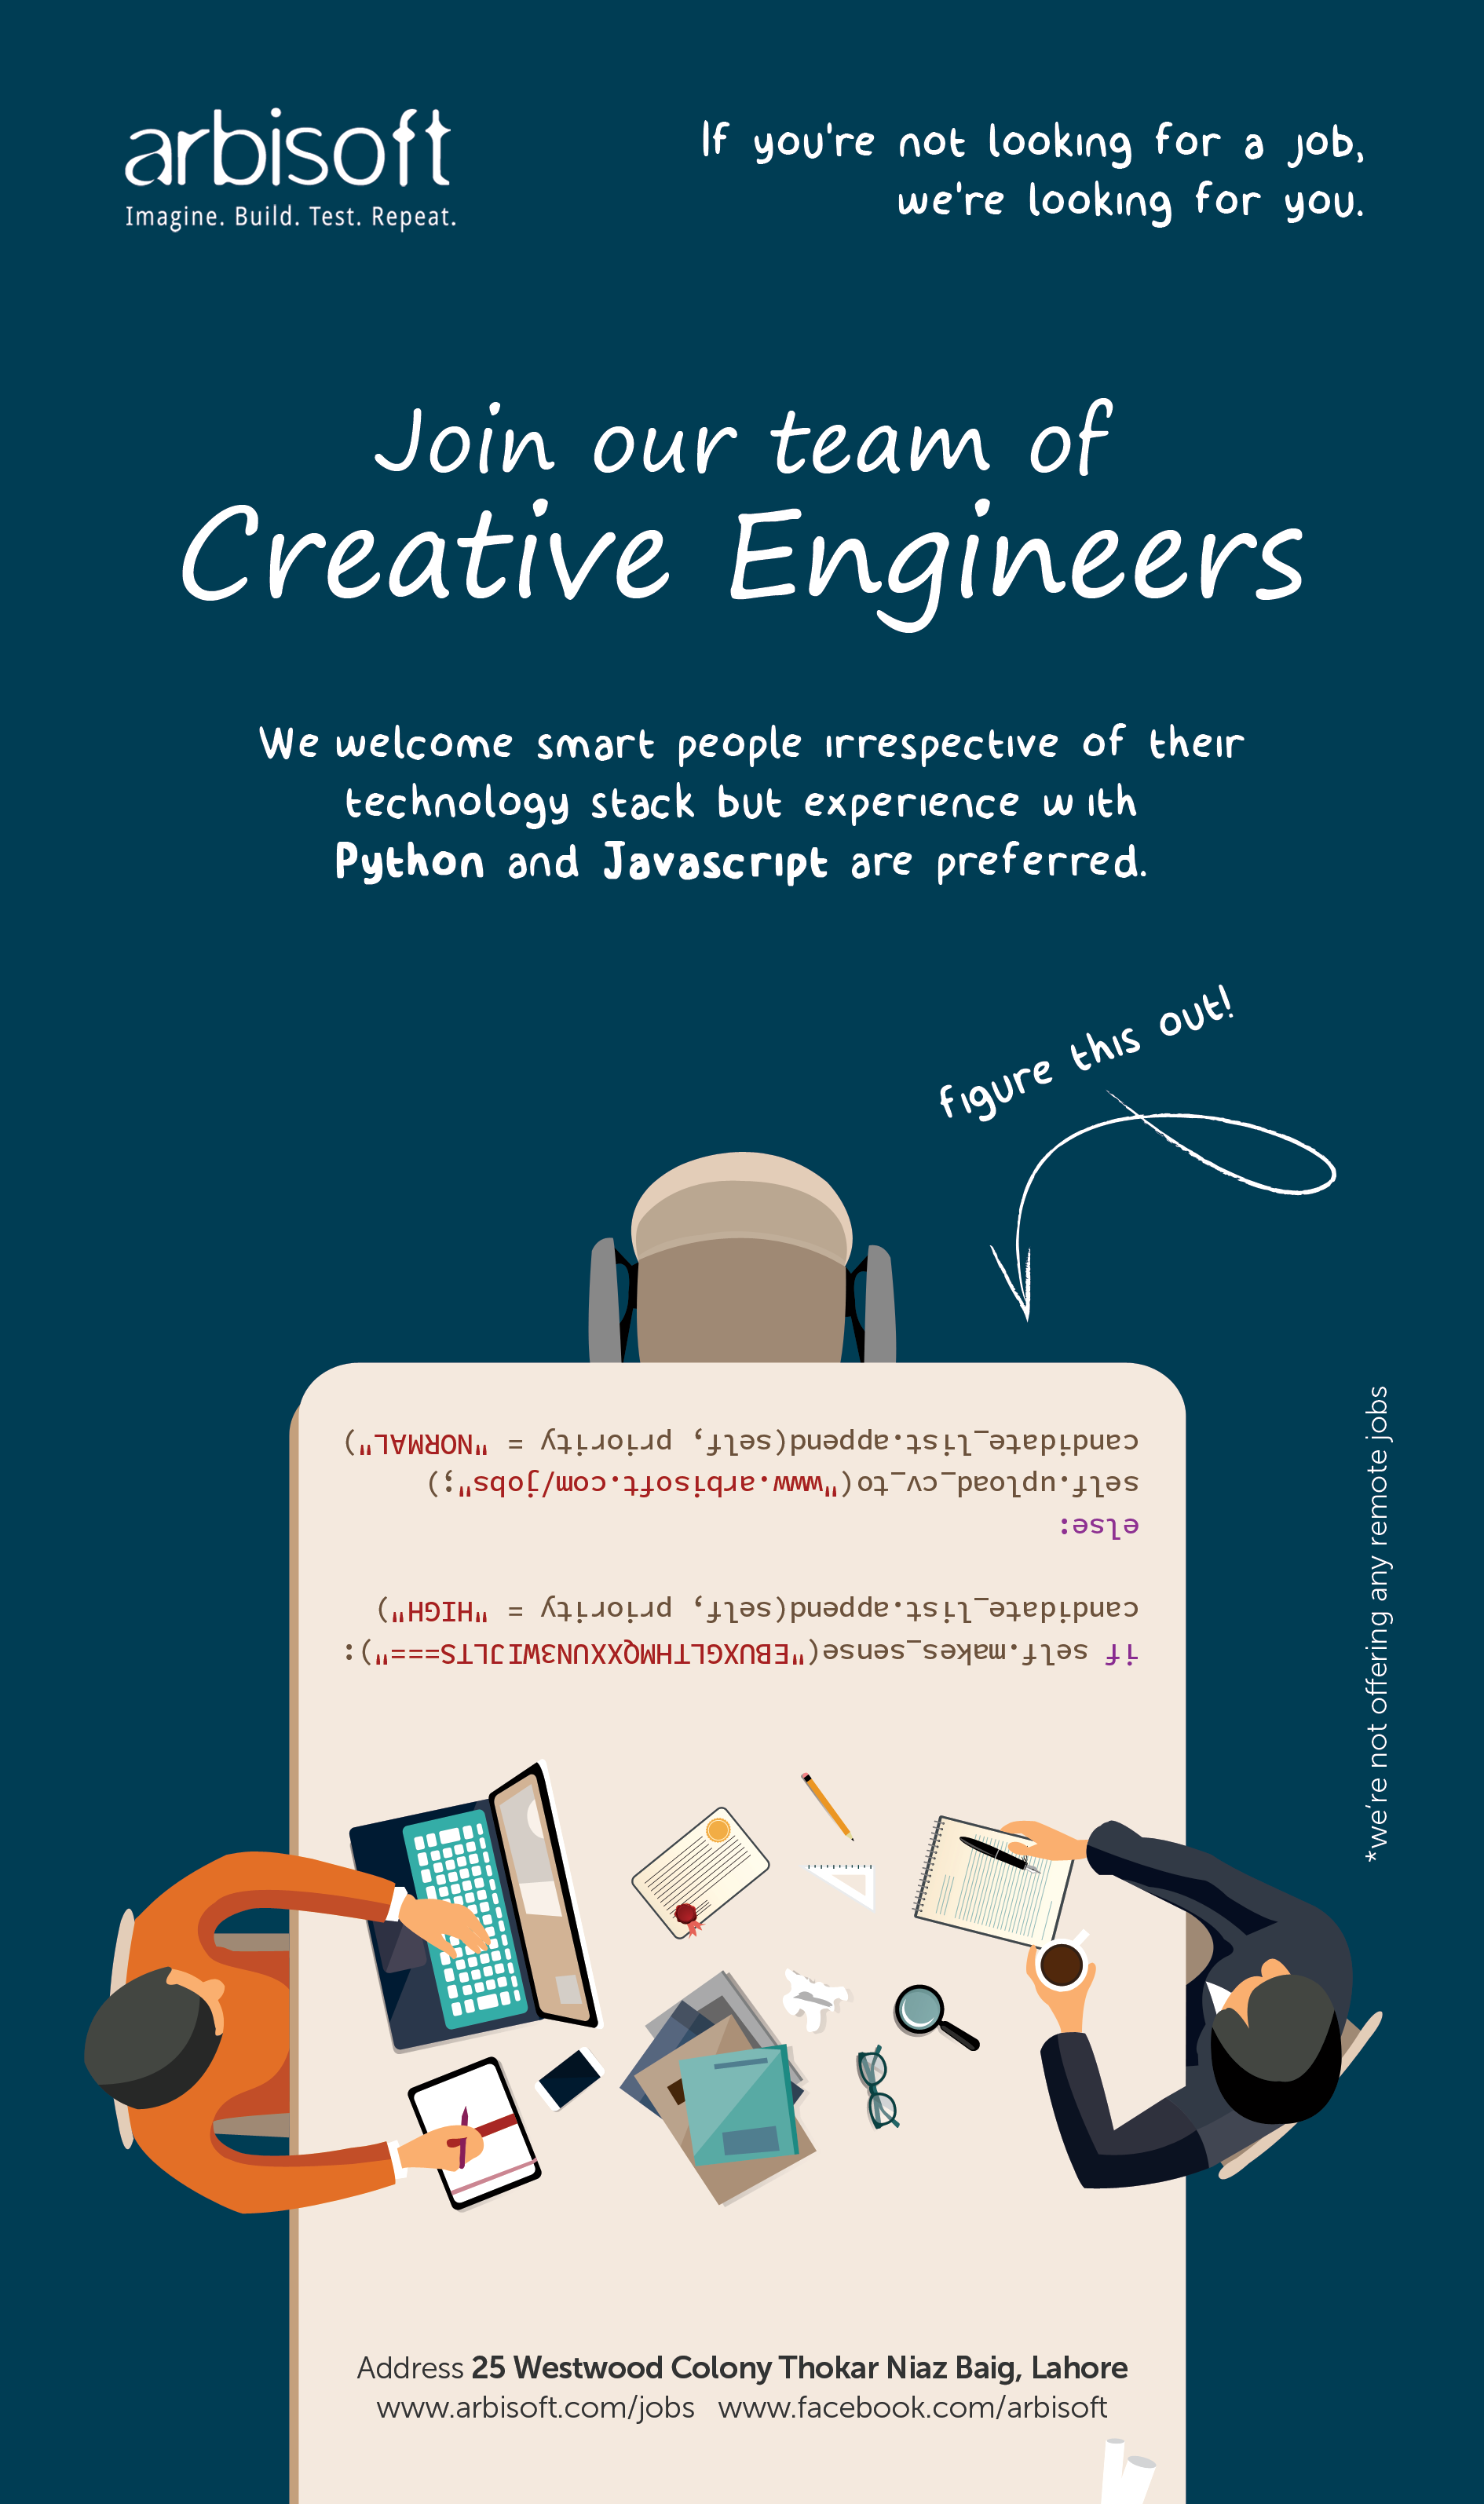 arbisoft
Imagine. Build. Test. Repeat.
If you're not looking for a job,
we're looking for you.
Join our team of
Creative Engineers
We welcome smart people irrespective of their
technology stack but experience with
Python and Javascript are preferred.
figure this out!
if self.makes_sense("EBUXGLTHMQXXUN3WIJLTS==="):
candidate_list.append(self, priority = "HIGH")
else:
self.upload_cv_to("www.arbisoft.com/jobs";)
candidate_list.append(self, priority = "NORMAL")
*we're not offering any remote jobs
Address 25 Westwood Colony Thokar Niaz Baig, Lahore
www.arbisoft.com/jobs www.facebook.com/arbisoft